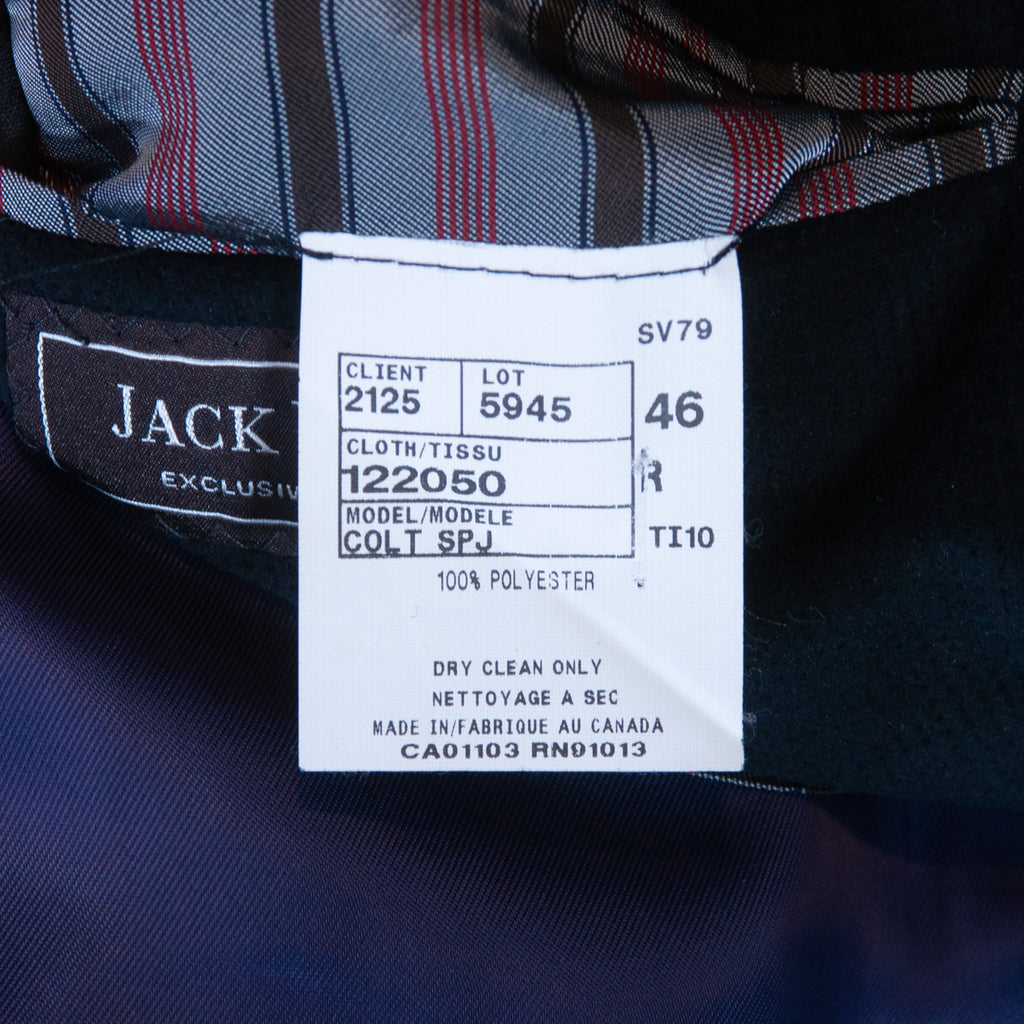 SV79
CLIENT LOT
2125 5945 46
CLOTH/TISSU
122050 R
MODEL/MODELE
COLT SPJ TI10
100% POLYESTER
DRY CLEAN ONLY
NETTOYAGE A SEC
MADE IN/FABRIQUE AU CANADA
CA01103 RN91013
JACK